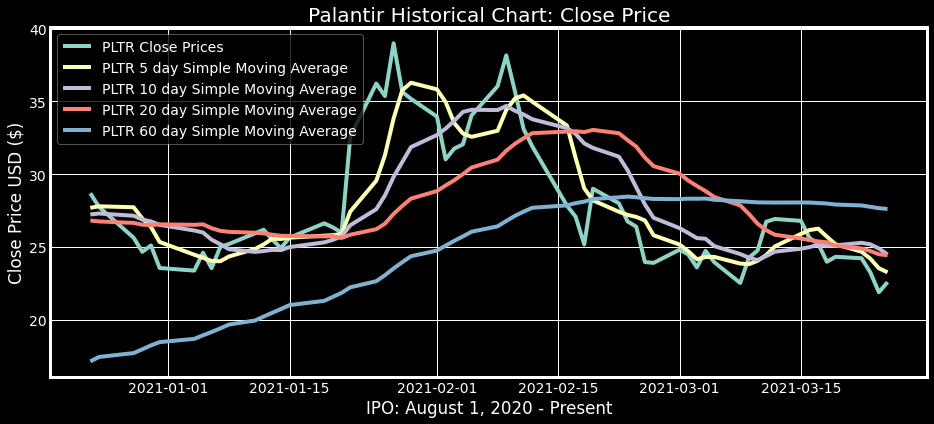 Palantir Historical Chart: Close Price
40
35
30
25
20
Close Price USD ($)
PLTR Close Prices
PLTR 5 day Simple Moving Average
PLTR 10 day Simple Moving Average
PLTR 20 day Simple Moving Average
PLTR 60 day Simple Moving Average
2021-01-01 2021-01-15 2021-02-01 2021-02-15 2021-03-01 2021-03-15
IPO: August 1, 2020 - Present